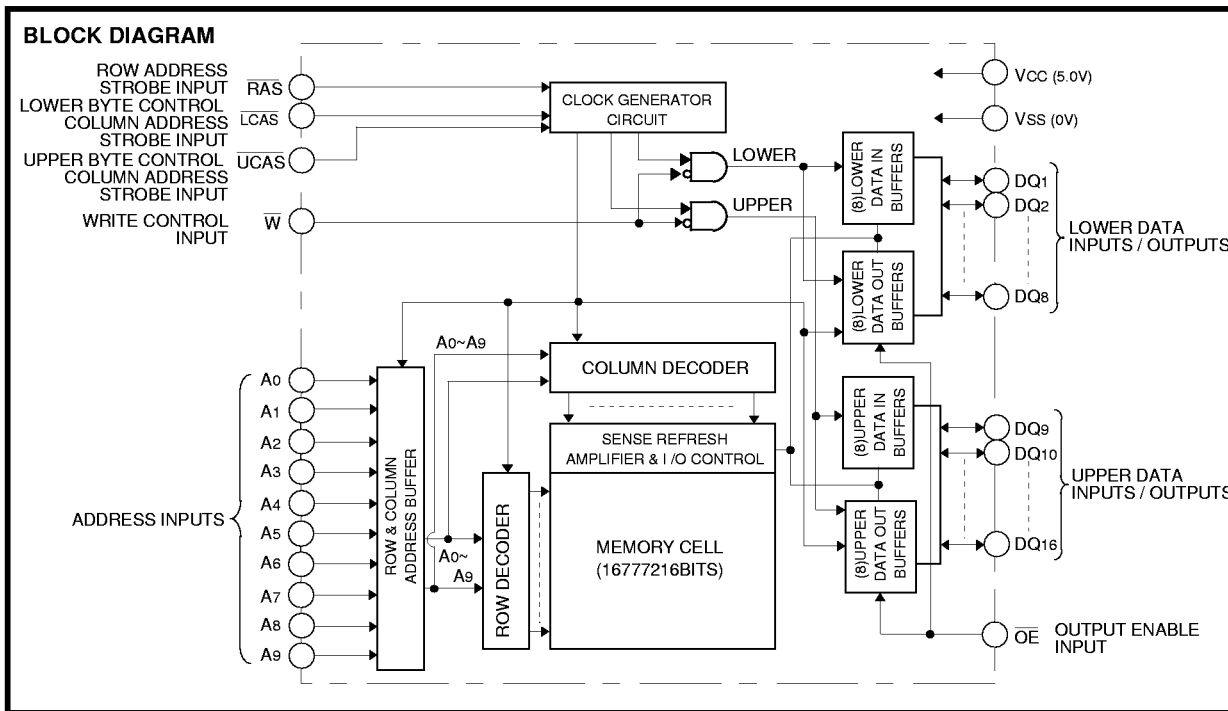 BLOCK DIAGRAM
ROW ADDRESS
STROBE INPUT
RAS
LOWER BYTE CONTROL
COLUMN ADDRESS
STROBE INPUT
LCAS
UPPER BYTE CONTROL
COLUMN ADDRESS
STROBE INPUT
UCAS
WRITE CONTROL
INPUT
W
CLOCK GENERATOR
CIRCUIT
LOWER
UPPER
(8)LOWER
DATA IN
BUFFERS
(8)LOWER
DATA OUT
BUFFERS
(8)UPPER
DATA IN
BUFFERS
(8)UPPER
DATA OUT
BUFFERS
VCC (5.0V)
VSS (0V)
DQ1
DQ2
DQ8
LOWER DATA
INPUTS / OUTPUTS
DQ9
DQ10
DQ16
UPPER DATA
INPUTS / OUTPUTS
OE
OUTPUT ENABLE
INPUT
ADDRESS INPUTS
A0
A1
A2
A3
A4
A5
A6
A7
A8
A9
ROW & COLUMN
ADDRESS BUFFER
A0~A9
A0~
A9
ROW DECODER
COLUMN DECODER
SENSE REFRESH
AMPLIFIER & I /O CONTROL
MEMORY CELL
(16777216BITS)